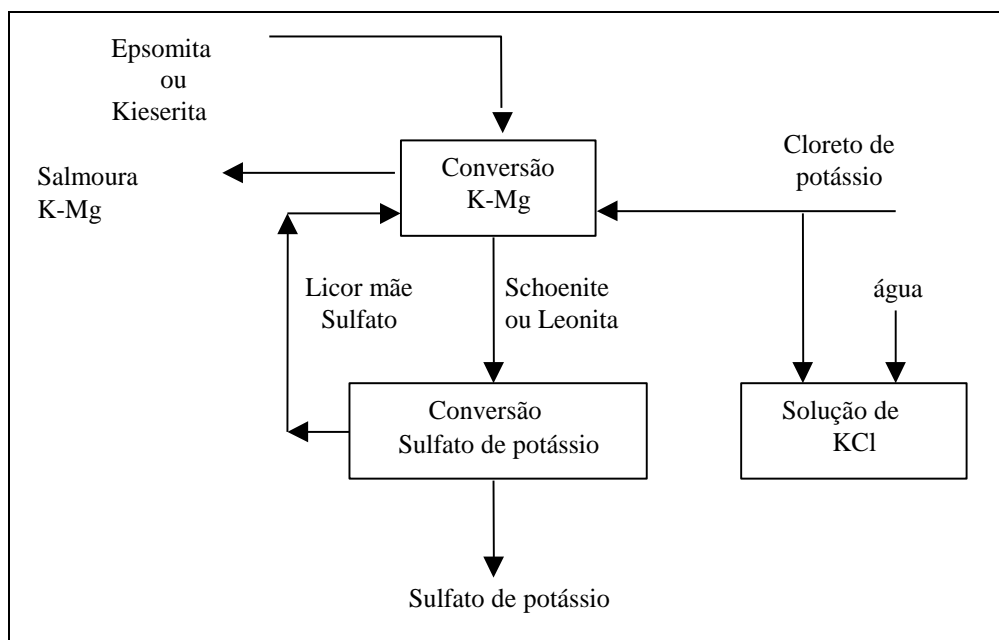 Epsomita
ou
Kieserita
Conversão
K-Mg
Cloreto de
potássio
Salmoura
K-Mg
Licor mãe
Sulfato
Schoenite
ou Leonita
água
Conversão
Sulfato de potássio
Solução de
KCl
Sulfato de potássio